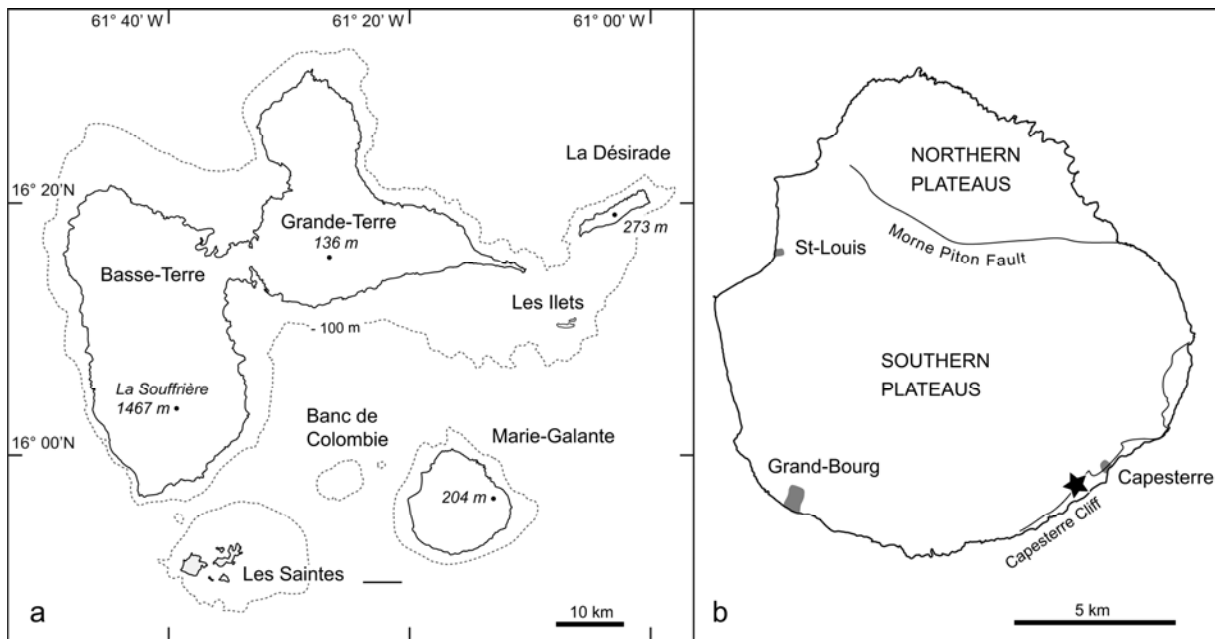 61° 40' W
61° 20' W
61° 00' W
La Désirade
16° 20'N
Grande-Terre
136 m
273 m
Basse-Terre
Les Ilets
- 100 m
La Souffrière
1467 m
Banc de
Colombie
Marie-Galante
16° 00'N
204 m
Les Saintes
a
10 km
NORTHERN
PLATEAUS
Morne Piton Fault
St-Louis
SOUTHERN
PLATEAUS
Grand-Bourg
Capesterre
Capesterre Cliff
b
5 km